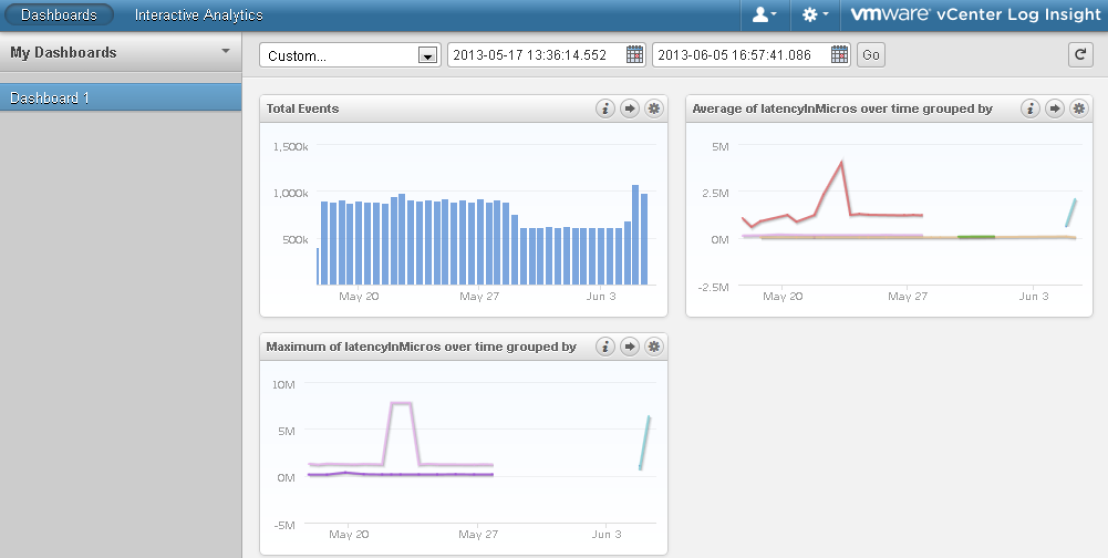 Dashboards Interactive Analytics vmware vCenter Log Insight
My Dashboards
Custom... 2013-05-17 13:36:14.552 2013-06-05 16:57:41.086 Go
Dashboard 1
Total Events
1,500k
1,000k
500k
May 20 May 27 Jun 3
Average of latencyInMicros over time grouped by
5M
2.5M
0M
-2.5M
May 20 May 27 Jun 3
Maximum of latencyInMicros over time grouped by
10M
5M
0M
-5M
May 20 May 27 Jun 3